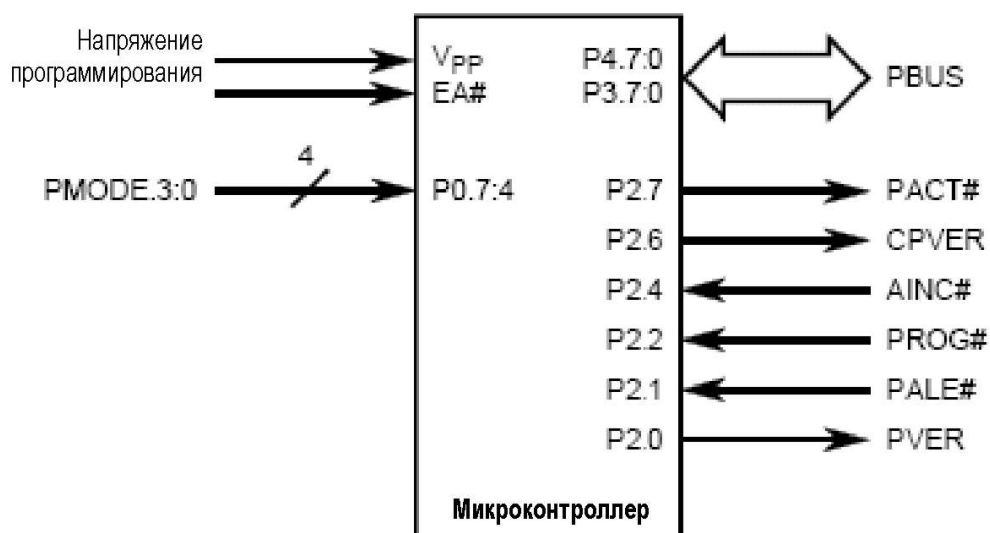 Напряжение
программирования
VPP
EA#
P4.7:0
P3.7:0
PBUS
4
PMODE.3:0
P0.7:4
P2.7
PACT#
P2.6
CPVER
P2.4
AINC#
P2.2
PROG#
P2.1
PALE#
P2.0
PVER
Микроконтроллер